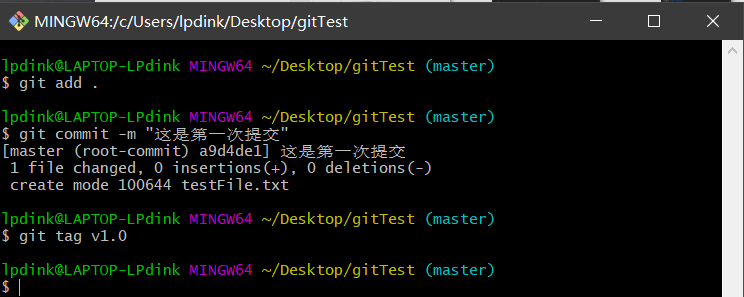 MINGW64:/c/Users/lpdink/Desktop/gitTest
lpdink@LAPTOP-LPdink MINGW64 ~/Desktop/gitTest (master)
$ git add .
lpdink@LAPTOP-LPdink MINGW64 ~/Desktop/gitTest (master)
$ git commit -m "这是第一次提交"
[master (root-commit) a9d4de1] 这是第一次提交
 1 file changed, 0 insertions(+), 0 deletions(-)
 create mode 100644 testFile.txt
lpdink@LAPTOP-LPdink MINGW64 ~/Desktop/gitTest (master)
$ git tag v1.0
lpdink@LAPTOP-LPdink MINGW64 ~/Desktop/gitTest (master)
$